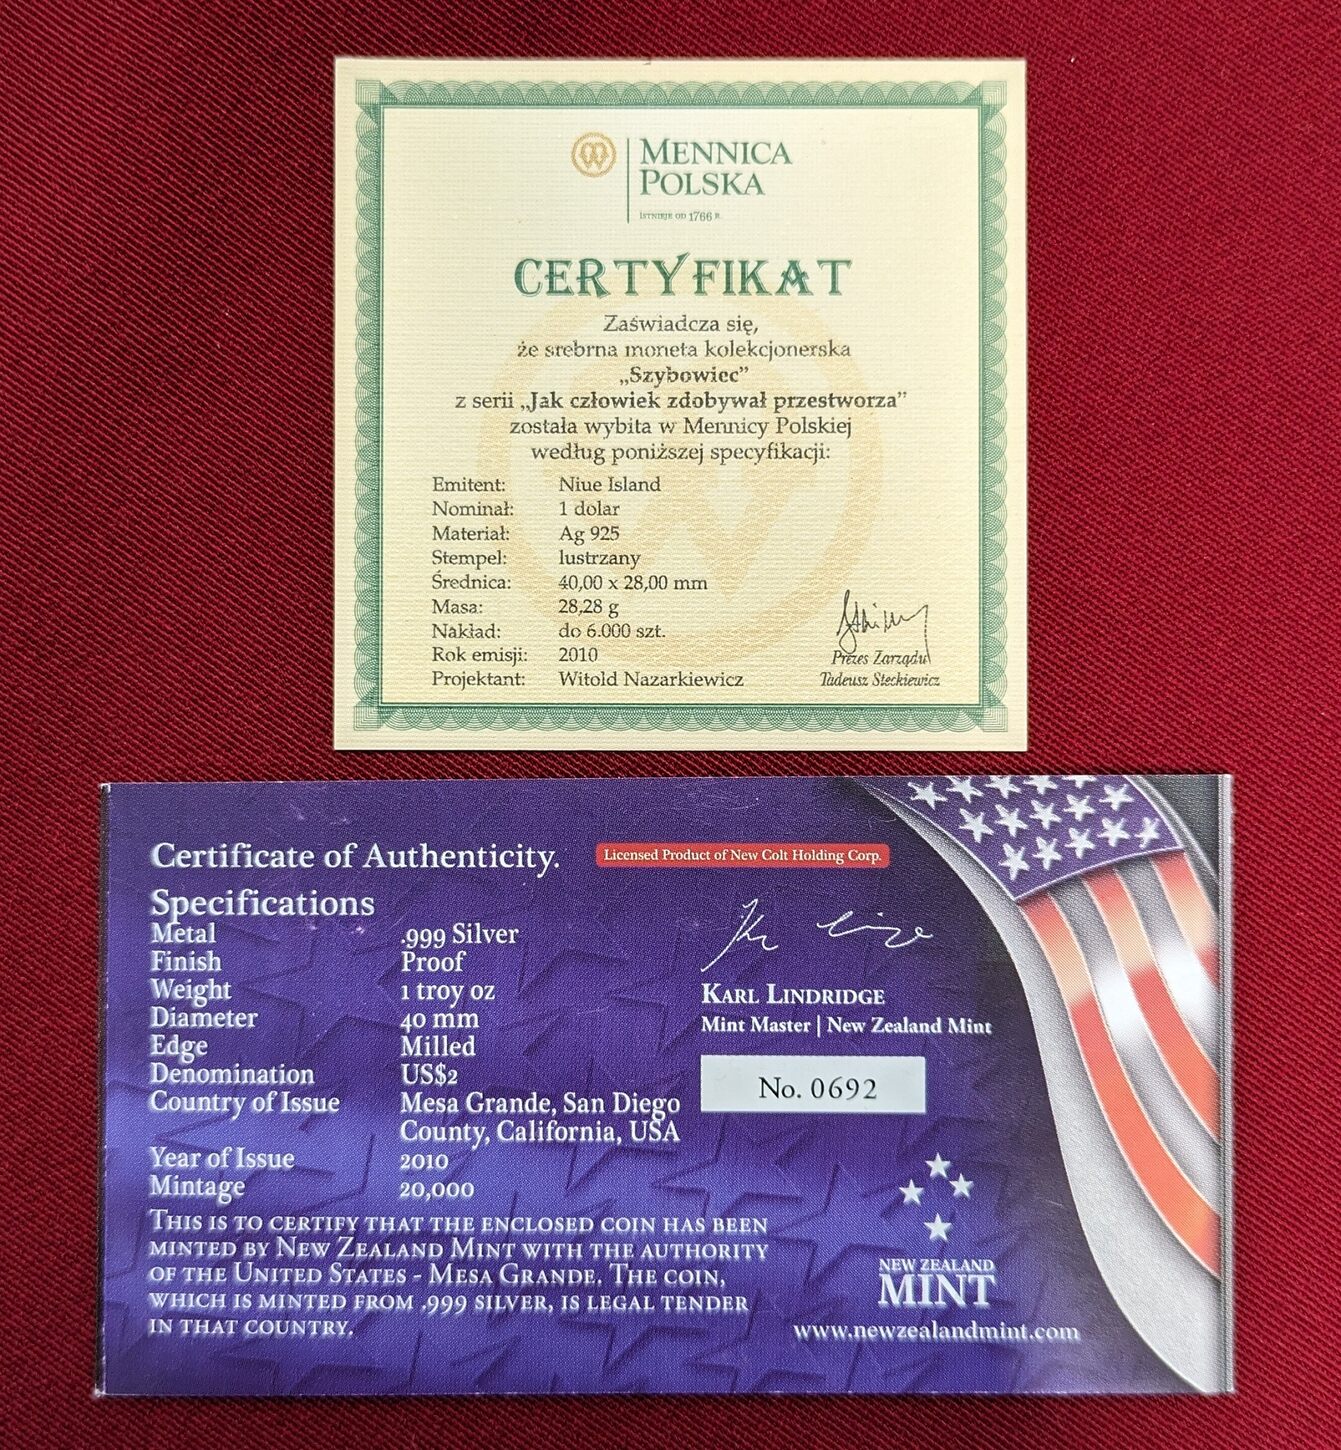 MENNICA
POLSKA
ISTNIEJE OD 1766 R.
CERTYFIKAT
Zaświadcza się,
że srebrna moneta kolekcjonerska
„Szybowiec”
z serii „Jak człowiek zdobywał przestworza”
została wybita w Mennicy Polskiej
według poniższej specyfikacji:
Emitent: Niue Island
Nominał: 1 dolar
Materiał: Ag 925
Stempel: lustrzany
Średnica: 40,00 x 28,00 mm
Masa: 28,28 g
Nakład: do 6.000 szt.
Rok emisji: 2010
Projektant: Witold Nazarkiewicz
Prezes Zarządu
Tadeusz Steckiewicz
Certificate of Authenticity.
Licensed Product of New Colt Holding Corp.
Specifications
Metal .999 Silver
Finish Proof
Weight 1 troy oz
Diameter 40 mm
Edge Milled
Denomination US$2
Country of Issue Mesa Grande, San Diego
County, California, USA
Year of Issue 2010
Mintage 20,000
THIS IS TO CERTIFY THAT THE ENCLOSED COIN HAS BEEN
MINTED BY NEW ZEALAND MINT WITH THE AUTHORITY
OF THE UNITED STATES - MESA GRANDE. THE COIN,
WHICH IS MINTED FROM .999 SILVER, IS LEGAL TENDER
IN THAT COUNTRY.
KARL LINDRIDGE
Mint Master | New Zealand Mint
No. 0692
NEW ZEALAND
MINT
www.newzealandmint.com